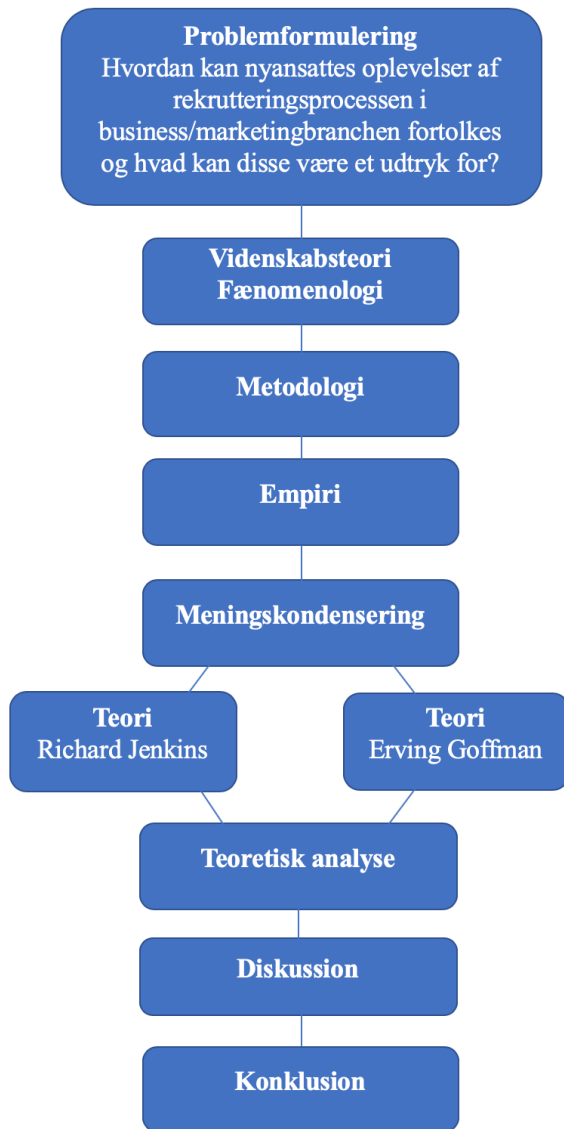 Problemformulering
Hvordan kan nyansattes oplevelser af
rekrutteringsprocessen i
business/marketingbranchen fortolkes
og hvad kan disse være et udtryk for?
Videnskabsteori
Fænomenologi
Metodologi
Empiri
Meningskondensering
Teori
Richard Jenkins
Teori
Erving Goffman
Teoretisk analyse
Diskussion
Konklusion